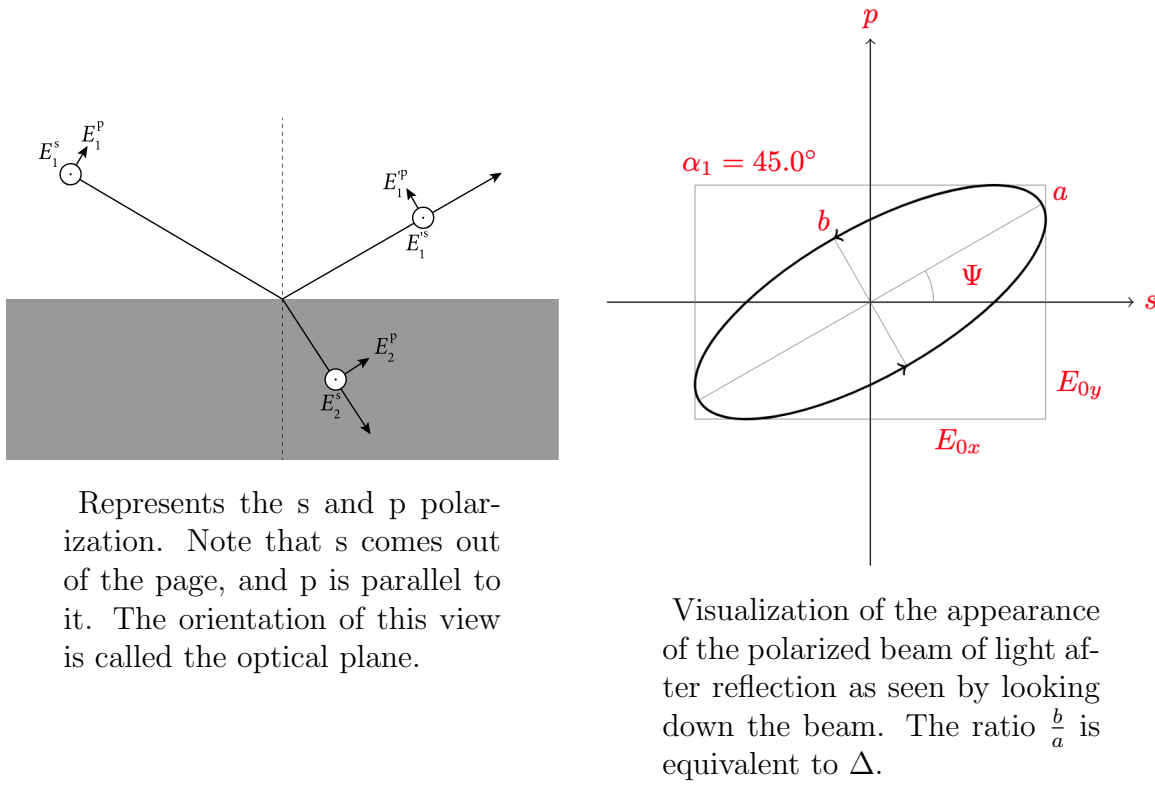 E₁ˢ
E₁ᵖ
E₁'ᵖ
E₁'ˢ
E₂ᵖ
E₂ˢ
Represents the s and p polar-
ization. Note that s comes out
of the page, and p is parallel to
it. The orientation of this view
is called the optical plane.
p
α₁ = 45.0°
a
b
Ψ
s
E₀y
E₀x
Visualization of the appearance
of the polarized beam of light af-
ter reflection as seen by looking
down the beam. The ratio b/a is
equivalent to Δ.